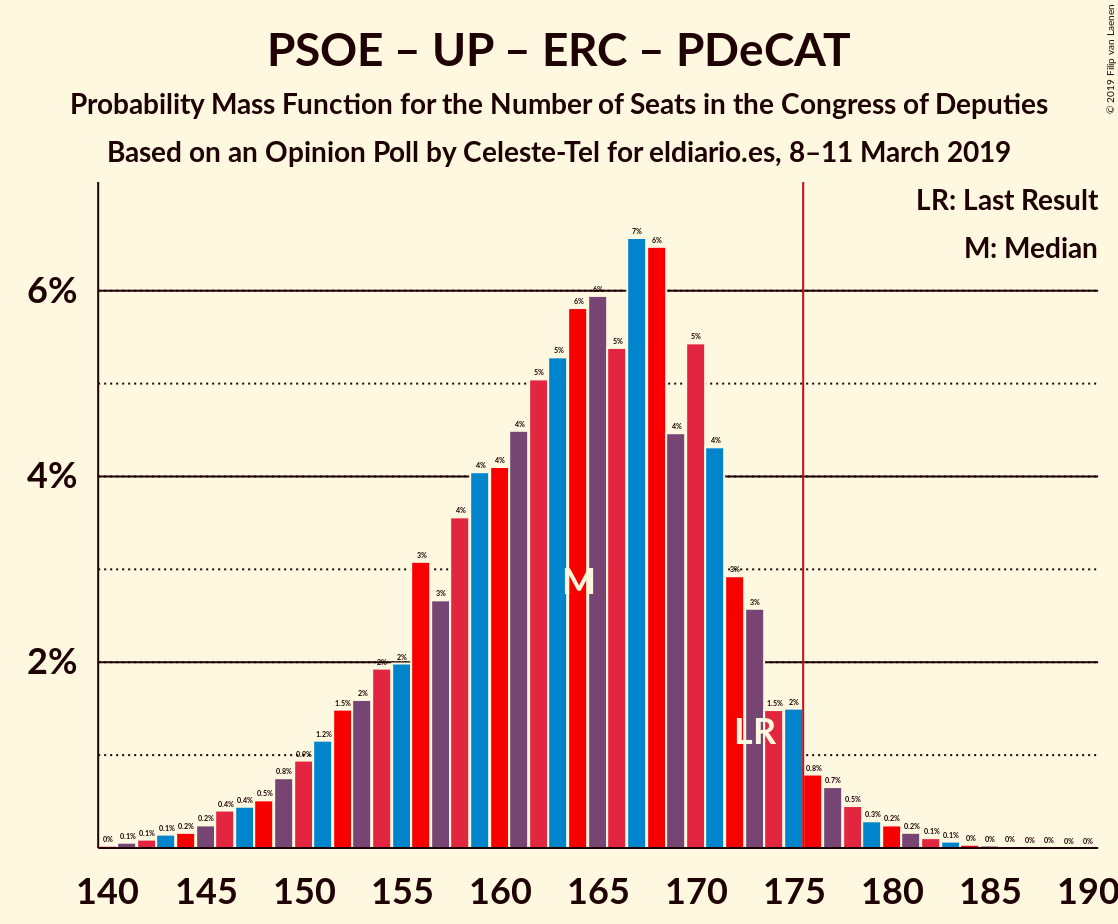 PSOE – UP – ERC – PDeCAT
Probability Mass Function for the Number of Seats in the Congress of Deputies
Based on an Opinion Poll by Celeste-Tel for eldiario.es, 8–11 March 2019
© 2019 Filip van Laenen
LR: Last Result
M: Median
6%
4%
2%
0% 0.1% 0.1% 0.1% 0.2% 0.2% 0.4% 0.4% 0.5% 0.8% 0.9% 1.2% 1.5% 2% 2% 2% 3% 3% 4% 4% 4% 4% 5% 5% 6% 6% 5% 7% 6% 4% 5% 4% 3% 3% 1.5% 2% 0.8% 0.7% 0.5% 0.3% 0.2% 0.2% 0.1% 0.1% 0% 0% 0% 0% 0% 0% 0%
M
LR
140 145 150 155 160 165 170 175 180 185 190